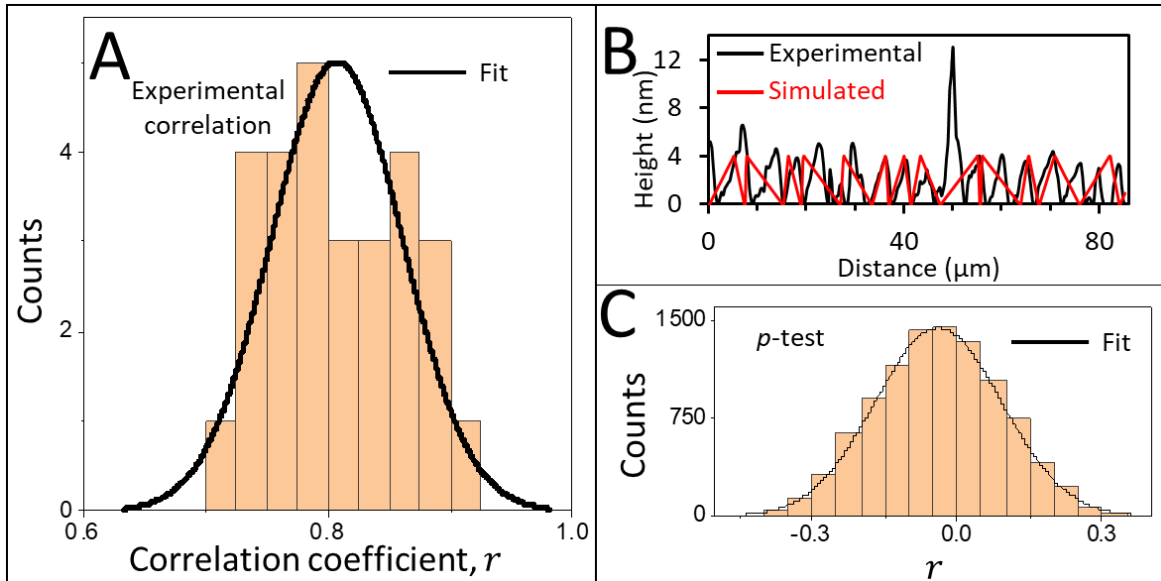 A
Experimental
correlation
Fit
Counts
4
2
0
0.6
0.8
1.0
Correlation coefficient, r
B
Experimental
Simulated
Height (nm)
12
8
4
0
0
40
80
Distance (μm)
C
p-test
Fit
Counts
1500
750
0
-0.3
0.0
0.3
r